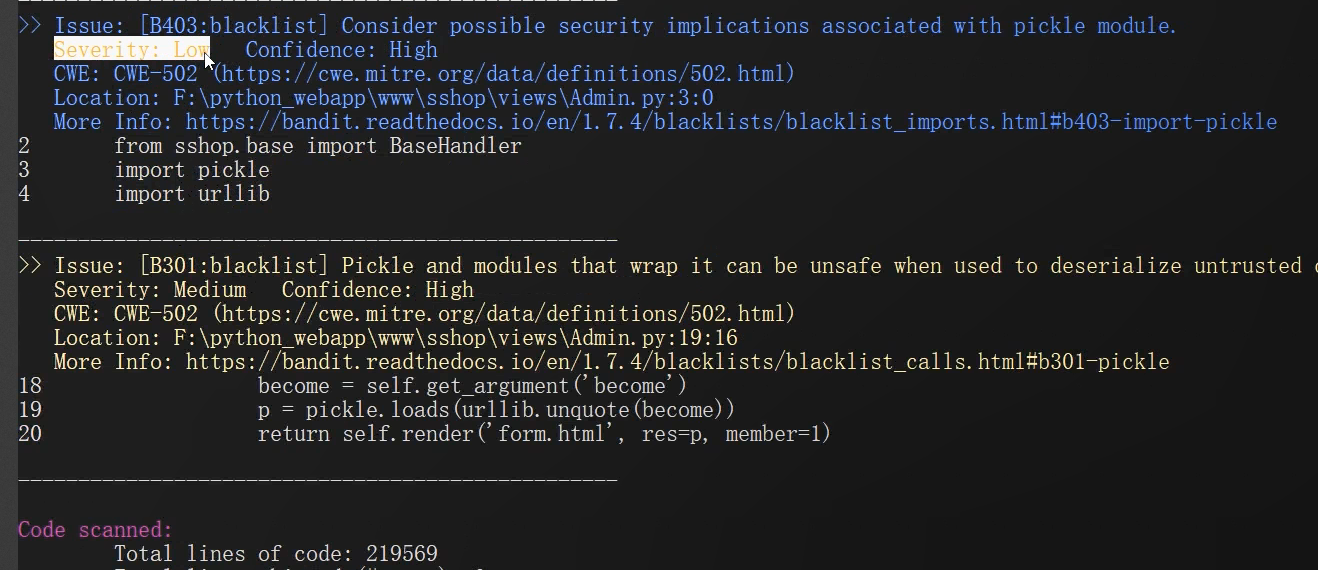 >> Issue: [B403:blacklist] Consider possible security implications associated with pickle module.
Severity: Low   Confidence: High
CWE: CWE-502 (https://cwe.mitre.org/data/definitions/502.html)
Location: F:\python_webapp\www\sshop\views\Admin.py:3:0
More Info: https://bandit.readthedocs.io/en/1.7.4/blacklists/blacklist_imports.html#b403-import-pickle
2       from sshop.base import BaseHandler
3       import pickle
4       import urllib
--------------------------------------------------
>> Issue: [B301:blacklist] Pickle and modules that wrap it can be unsafe when used to deserialize untrusted
Severity: Medium   Confidence: High
CWE: CWE-502 (https://cwe.mitre.org/data/definitions/502.html)
Location: F:\python_webapp\www\sshop\views\Admin.py:19:16
More Info: https://bandit.readthedocs.io/en/1.7.4/blacklists/blacklist_calls.html#b301-pickle
18                  become = self.get_argument('become')
19                  p = pickle.loads(urllib.unquote(become))
20                  return self.render('form.html', res=p, member=1)
--------------------------------------------------
Code scanned:
Total lines of code: 219569